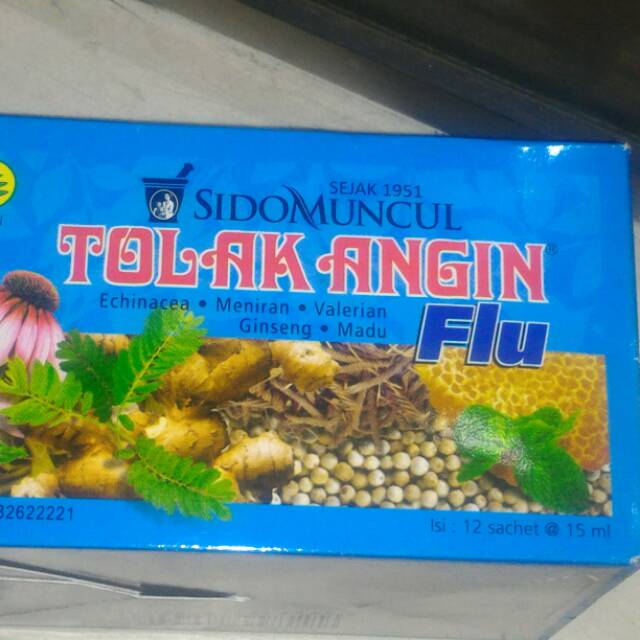 SEJAK 1951
SIDOMUNCUL
TOLAK ANGIN®
Echinacea • Meniran • Valerian
Ginseng • Madu
Flu
32622221
Isi : 12 sachet @ 15 ml